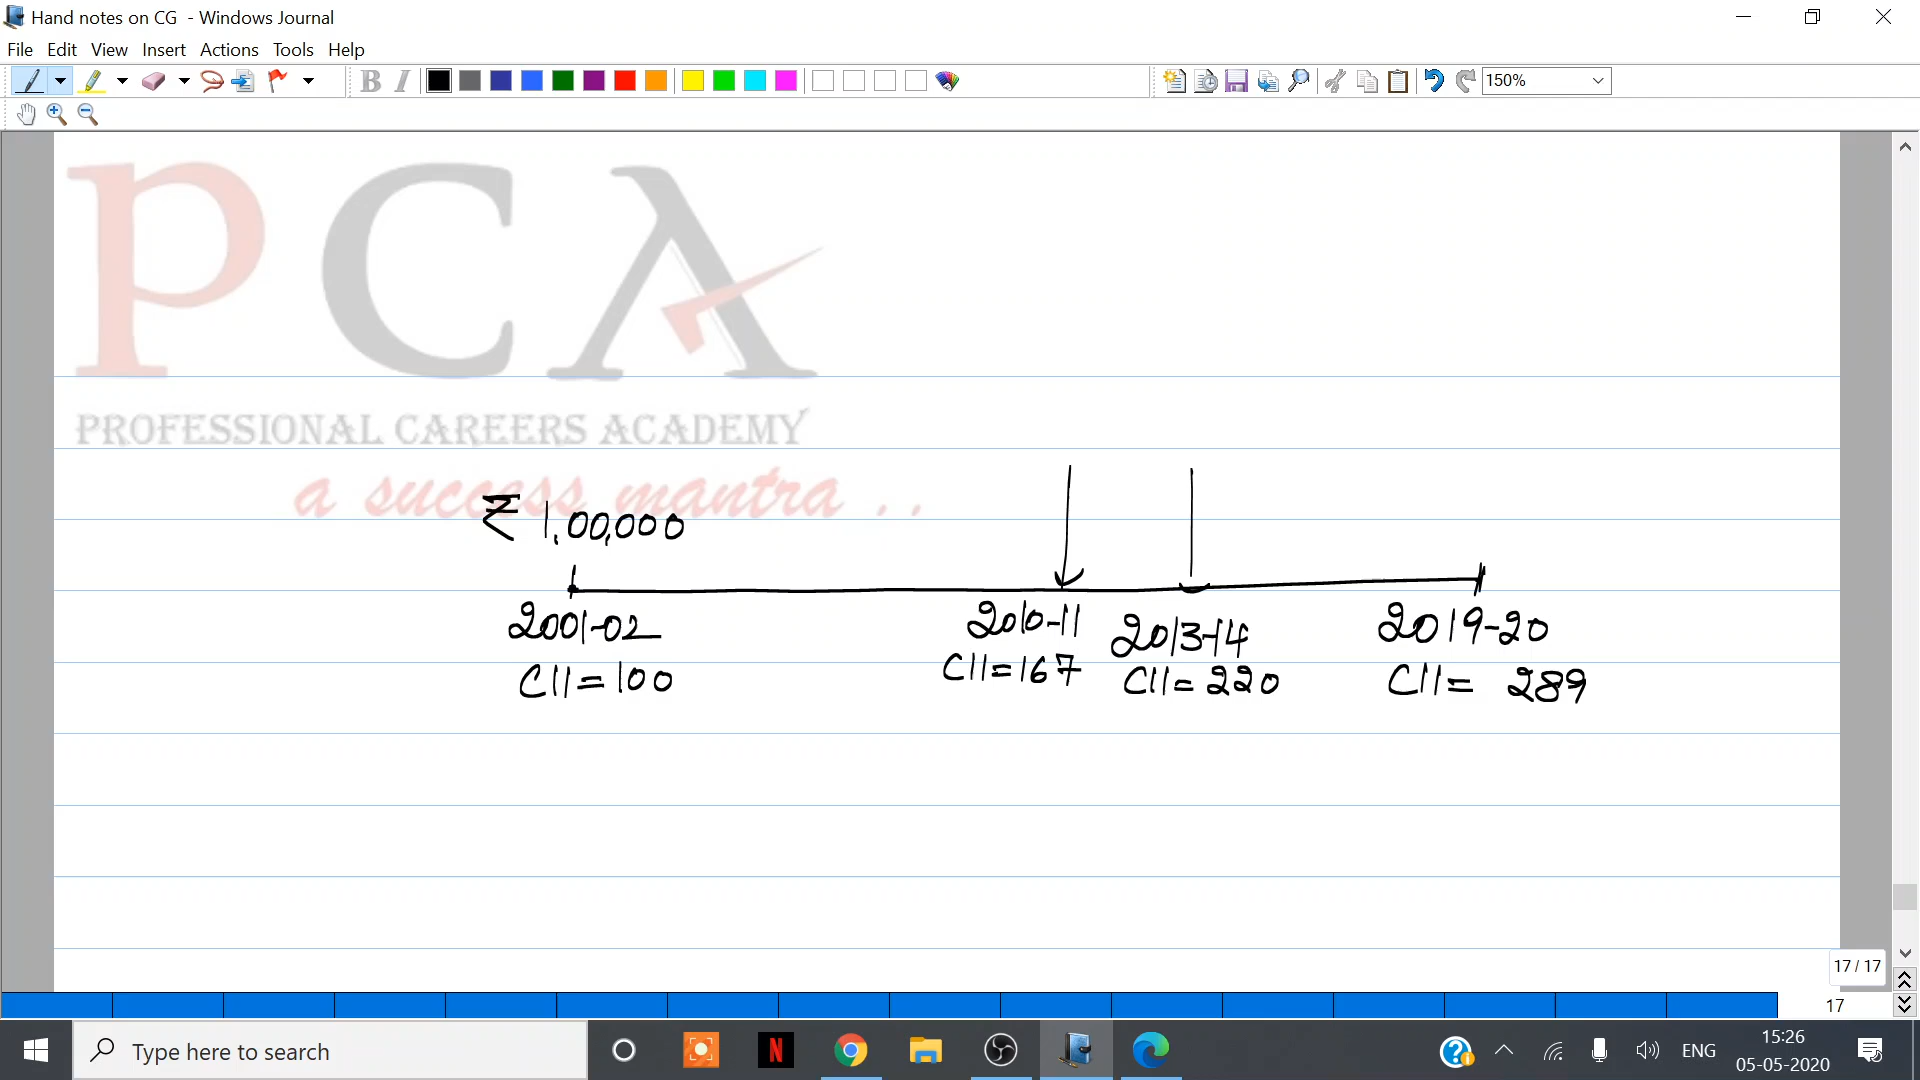 Hand notes on CG - Windows Journal
File Edit View Insert Actions Tools Help
B I 150%
PCA
PROFESSIONAL CAREERS ACADEMY
a success mantra ..
₹ 1,00,000
2001-02 2010-11 2013-14 2019-20
CII=100 CII=167 CII=220 CII= 289
17 / 17
17
Type here to search
N
ENG
15:26
05-05-2020